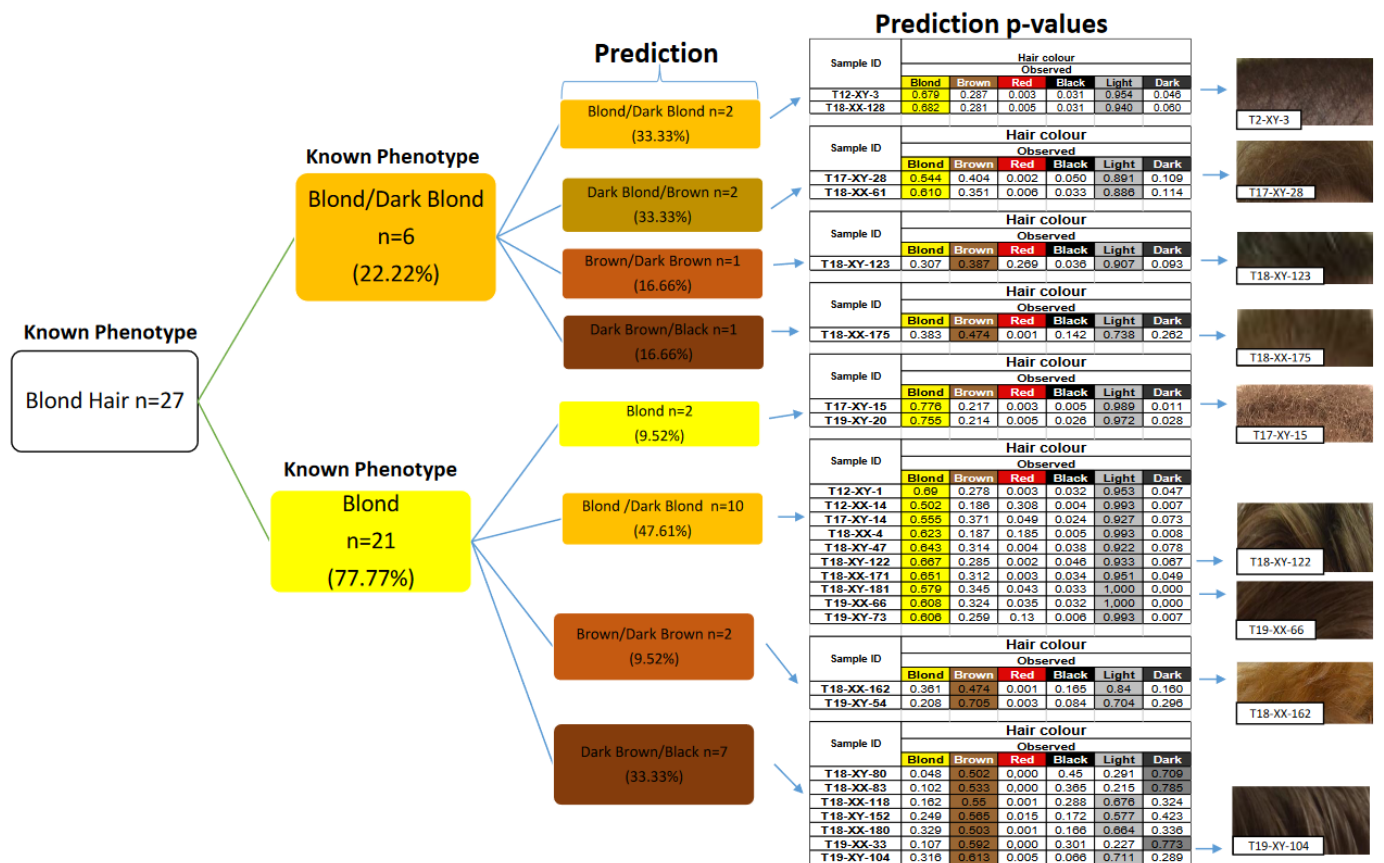 Prediction p-values
Prediction
Known Phenotype
Blond Hair n=27
Known Phenotype
Blond/Dark Blond
n=6
(22.22%)
Known Phenotype
Blond
n=21
(77.77%)
Blond/Dark Blond n=2
(33.33%)
Dark Blond/Brown n=2
(33.33%)
Brown/Dark Brown n=1
(16.66%)
Dark Brown/Black n=1
(16.66%)
Blond n=2
(9.52%)
Blond /Dark Blond n=10
(47.61%)
Brown/Dark Brown n=2
(9.52%)
Dark Brown/Black n=7
(33.33%)
Sample ID
Hair colour
Observed
Blond Brown Red Black Light Dark
T12-XY-3 0.679 0.287 0.003 0.031 0.954 0.046
T18-XX-128 0.682 0.281 0.005 0.031 0.940 0.060
T2-XY-3
Sample ID
Hair colour
Observed
Blond Brown Red Black Light Dark
T17-XY-28 0.544 0.404 0.002 0.050 0.891 0.109
T18-XX-61 0.610 0.351 0.006 0.033 0.886 0.114
T17-XY-28
Sample ID
Hair colour
Observed
Blond Brown Red Black Light Dark
T18-XY-123 0.307 0.387 0.269 0.036 0.907 0.093
T18-XY-123
Sample ID
Hair colour
Observed
Blond Brown Red Black Light Dark
T18-XX-175 0.383 0.474 0.001 0.142 0.738 0.262
T18-XX-175
Sample ID
Hair colour
Observed
Blond Brown Red Black Light Dark
T17-XY-15 0.776 0.217 0.003 0.005 0.989 0.011
T19-XY-20 0.755 0.214 0.005 0.026 0.972 0.028
T17-XY-15
Sample ID
Hair colour
Observed
Blond Brown Red Black Light Dark
T12-XY-1 0.69 0.278 0.003 0.032 0.953 0.047
T12-XX-14 0.502 0.186 0.308 0.004 0.993 0.007
T17-XY-14 0.555 0.371 0.049 0.024 0.927 0.073
T18-XX-4 0.623 0.187 0.185 0.005 0.993 0.008
T18-XY-47 0.643 0.314 0.004 0.038 0.922 0.078
T18-XY-122 0.667 0.285 0.002 0.046 0.933 0.067
T18-XX-171 0.651 0.312 0.003 0.034 0.951 0.049
T18-XY-181 0.579 0.345 0.043 0.033 1,000 0.000
T19-XX-66 0.608 0.324 0.035 0.032 1,000 0.000
T19-XY-73 0.606 0.259 0.13 0.006 0.993 0.007
T18-XY-122
T19-XX-66
Sample ID
Hair colour
Observed
Blond Brown Red Black Light Dark
T18-XX-162 0.361 0.474 0.001 0.165 0.84 0.160
T19-XY-54 0.208 0.705 0.003 0.084 0.704 0.296
T18-XX-162
Sample ID
Hair colour
Observed
Blond Brown Red Black Light Dark
T18-XY-80 0.048 0.502 0,000 0.45 0.291 0.709
T18-XX-83 0.102 0.533 0,000 0.365 0.215 0.785
T18-XX-118 0.162 0.55 0.001 0.288 0.676 0.324
T18-XY-152 0.249 0.565 0.015 0.172 0.577 0.423
T18-XX-180 0.329 0.503 0.001 0.166 0.664 0.336
T19-XX-33 0.107 0.592 0,000 0.301 0.227 0.773
T19-XY-104 0.316 0.613 0.005 0.066 0.711 0.289
T19-XY-104